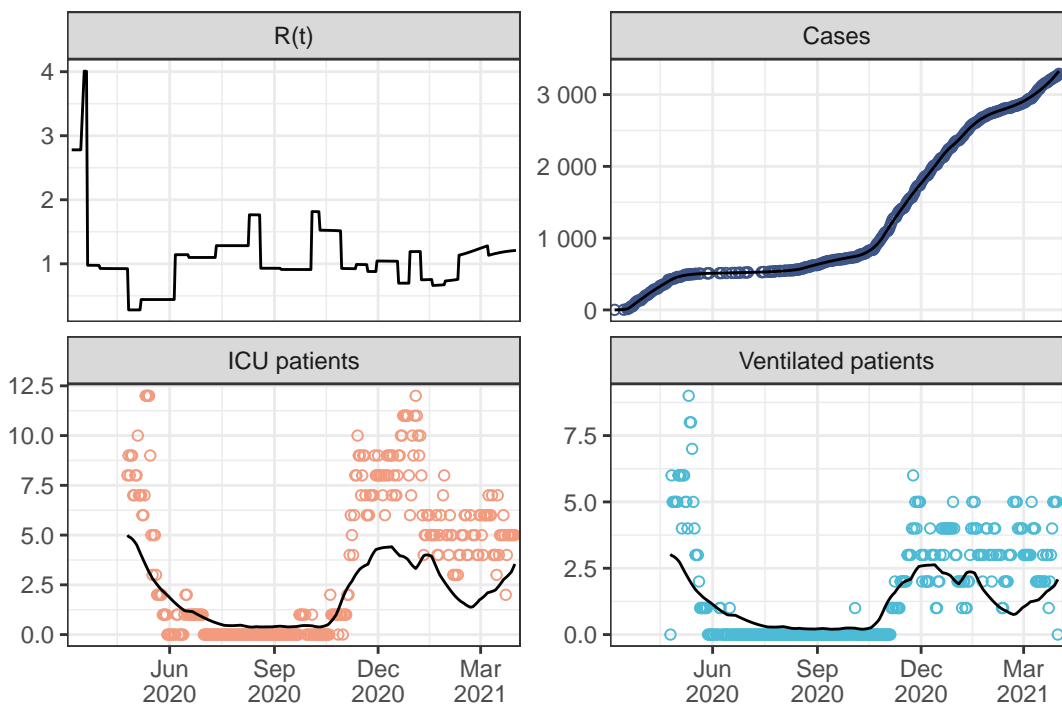 R(t)
4
3
2
1
Cases
3 000
2 000
1 000
0
ICU patients
12.5
10.0
7.5
5.0
2.5
0.0
Jun
2020
Sep
2020
Dec
2020
Mar
2021
Ventilated patients
7.5
5.0
2.5
0.0
Jun
2020
Sep
2020
Dec
2020
Mar
2021